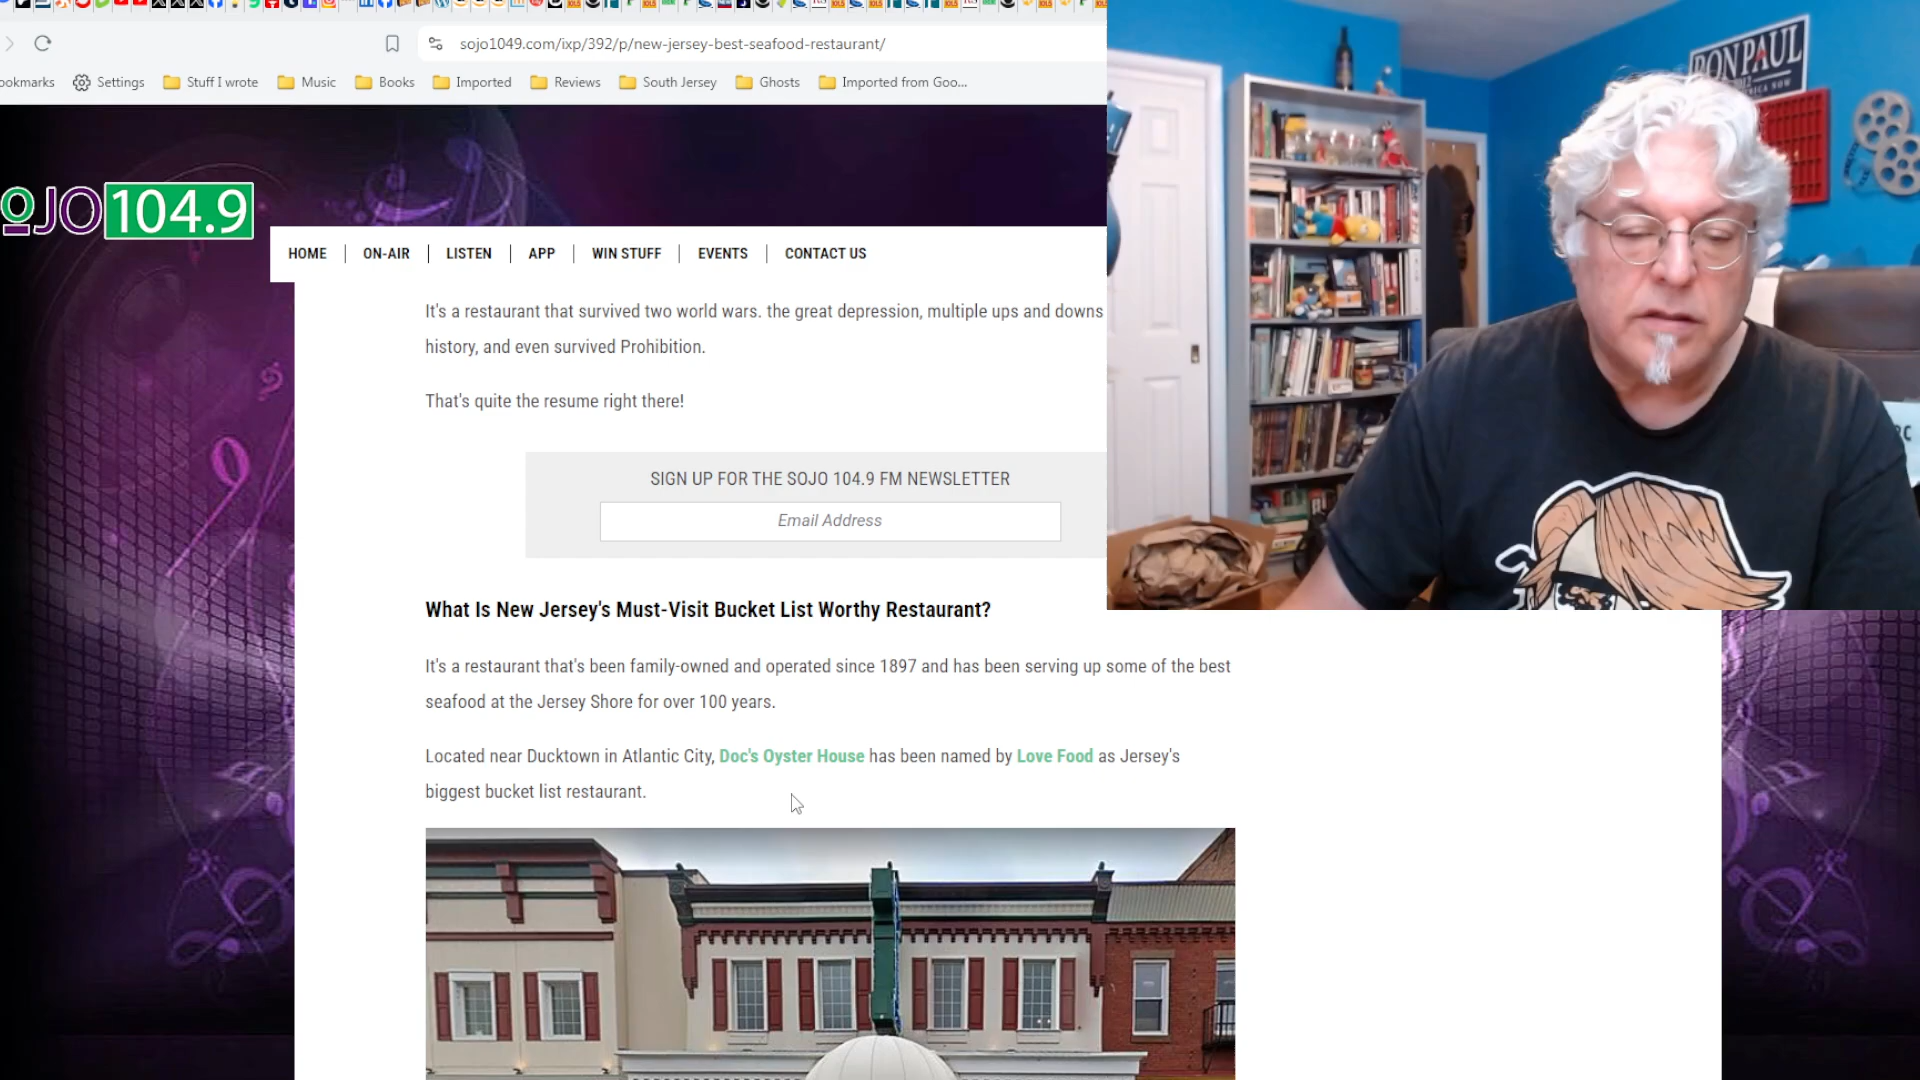 sojo1049.com/ixp/392/p/new-jersey-best-seafood-restaurant/
ookmarks Settings Stuff I wrote Music Books Imported Reviews South Jersey Ghosts Imported from Goo...
OJO 104.9
HOME ON-AIR LISTEN APP WIN STUFF EVENTS CONTACT US
It's a restaurant that survived two world wars. the great depression, multiple ups and downs
history, and even survived Prohibition.
That's quite the resume right there!
SIGN UP FOR THE SOJO 104.9 FM NEWSLETTER
Email Address
What Is New Jersey's Must-Visit Bucket List Worthy Restaurant?
It's a restaurant that's been family-owned and operated since 1897 and has been serving up some of the best
seafood at the Jersey Shore for over 100 years.
Located near Ducktown in Atlantic City, Doc's Oyster House has been named by Love Food as Jersey's
biggest bucket list restaurant.
RON PAUL